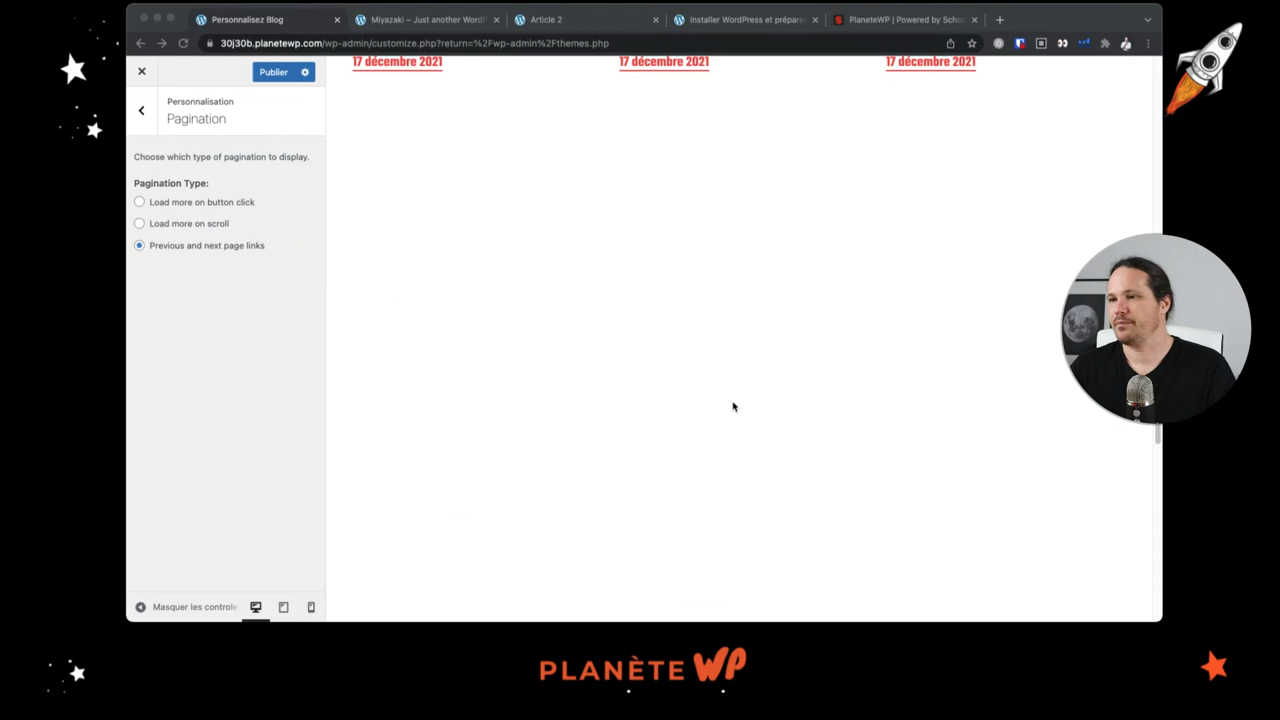 Personnalisez Blog
Miyazaki – Just another WordP
Article 2
Installer WordPress et prépare
PlaneteWP | Powered by Scho
30j30b.planetewp.com/wp-admin/customize.php?return=%2Fwp-admin%2Fthemes.php
Publier
17 décembre 2021
17 décembre 2021
17 décembre 2021
Personnalisation
Pagination
Choose which type of pagination to display.
Pagination Type:
Load more on button click
Load more on scroll
Previous and next page links
Masquer les contrôle
PLANÈTE WP